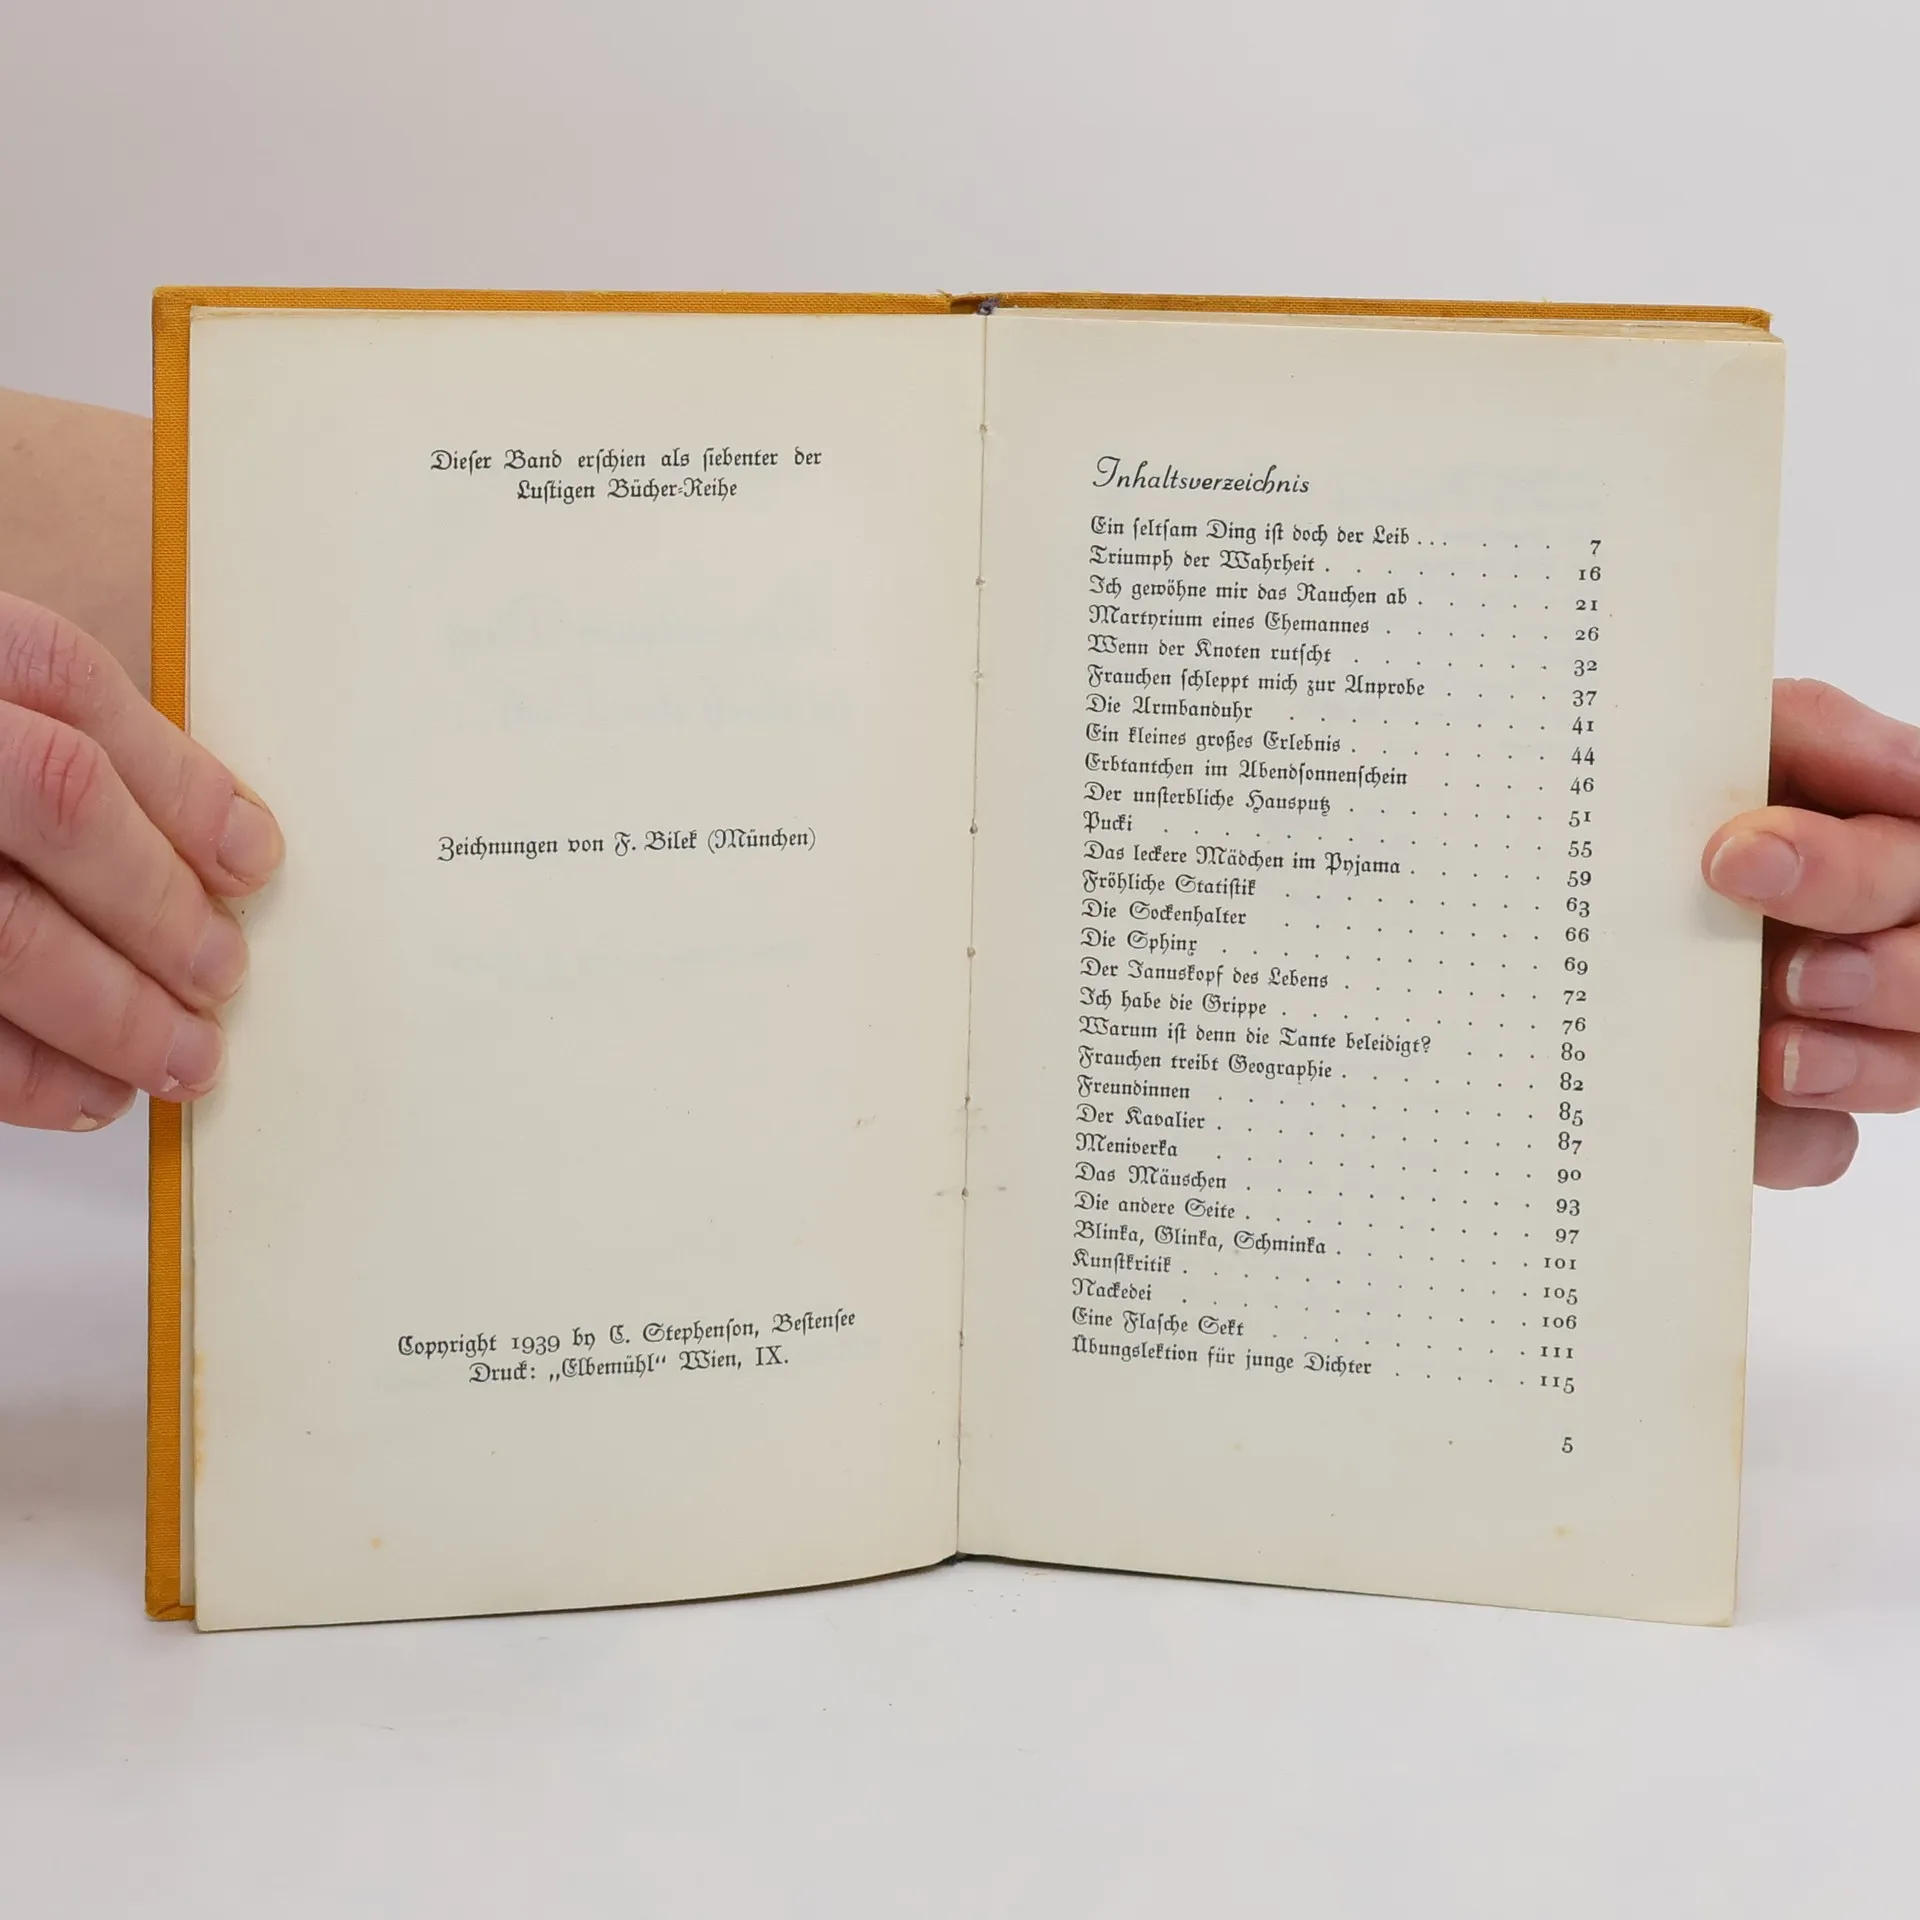 Dieser Band erschien als siebenter der
Lustigen Bücher-Reihe
Zeichnungen von F. Bilek (München)
Copyright 1939 by C. Stephenson, Bestensee
Druck: „Elbemühl“ Wien, IX.
Inhaltsverzeichnis
Ein seltsam Ding ist doch der Leib ... . . . 7
Triumph der Wahrheit . . . . . . . . 16
Ich gewöhne mir das Rauchen ab . . . . . 21
Martyrium eines Ehemannes . . . . . . 26
Wenn der Knoten rutscht . . . . . . . 32
Frauchen schleppt mich zur Anprobe . . . . 37
Die Armbanduhr . . . . . . . . . 41
Ein kleines großes Erlebnis . . . . . . . 44
Erbtantchen im Abendsonnenschein . . . . 46
Der unsterbliche Hausputz . . . . . . . 51
Pucki . . . . . . . . . . . . . 55
Das leckere Mädchen im Pyjama . . . . . 59
Fröhliche Statistik . . . . . . . . . 63
Die Sockenhalter . . . . . . . . . 66
Die Sphinx . . . . . . . . . . . 69
Der Januskopf des Lebens . . . . . . . 72
Ich habe die Grippe . . . . . . . . . 76
Warum ist denn die Tante beleidigt? . . . 80
Frauchen treibt Geographie . . . . . . . 82
Freundinnen . . . . . . . . . . . 85
Der Kavalier . . . . . . . . . . . 87
Meniverka . . . . . . . . . . . 90
Das Mäuschen . . . . . . . . . . 93
Die andere Seite . . . . . . . . . . 97
Blinka, Glinka, Schminka . . . . . . . 101
Kunstkritik . . . . . . . . . . . . 105
Nackedei . . . . . . . . . . . . 106
Eine Flasche Sekt . . . . . . . . . 111
Übungslektion für junge Dichter . . . . . 115
5